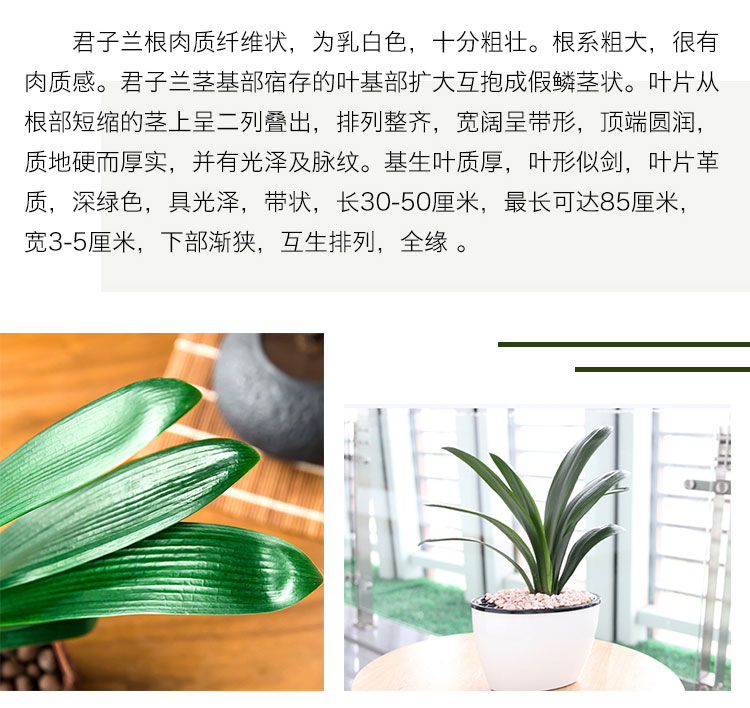 君子兰根肉质纤维状，为乳白色，十分粗壮。根系粗大，很有
肉质感。君子兰茎基部宿存的叶基部扩大互抱成假鳞茎状。叶片从
根部短缩的茎上呈二列叠出，排列整齐，宽阔呈带形，顶端圆润，
质地硬而厚实，并有光泽及脉纹。基生叶质厚，叶形似剑，叶片革
质，深绿色，具光泽，带状，长30-50厘米，最长可达85厘米，
宽3-5厘米，下部渐狭，互生排列，全缘 。